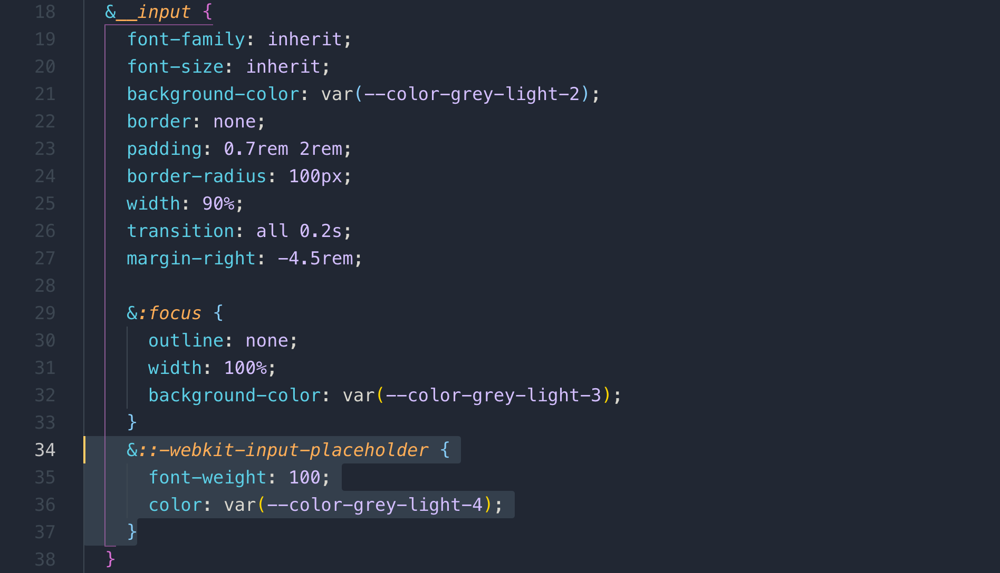 18 &__input {
19 font-family: inherit;
20 font-size: inherit;
21 background-color: var(--color-grey-light-2);
22 border: none;
23 padding: 0.7rem 2rem;
24 border-radius: 100px;
25 width: 90%;
26 transition: all 0.2s;
27 margin-right: -4.5rem;
28
29 &:focus {
30 outline: none;
31 width: 100%;
32 background-color: var(--color-grey-light-3);
33 }
34 &::-webkit-input-placeholder {
35 font-weight: 100;
36 color: var(--color-grey-light-4);
37 }
38 }